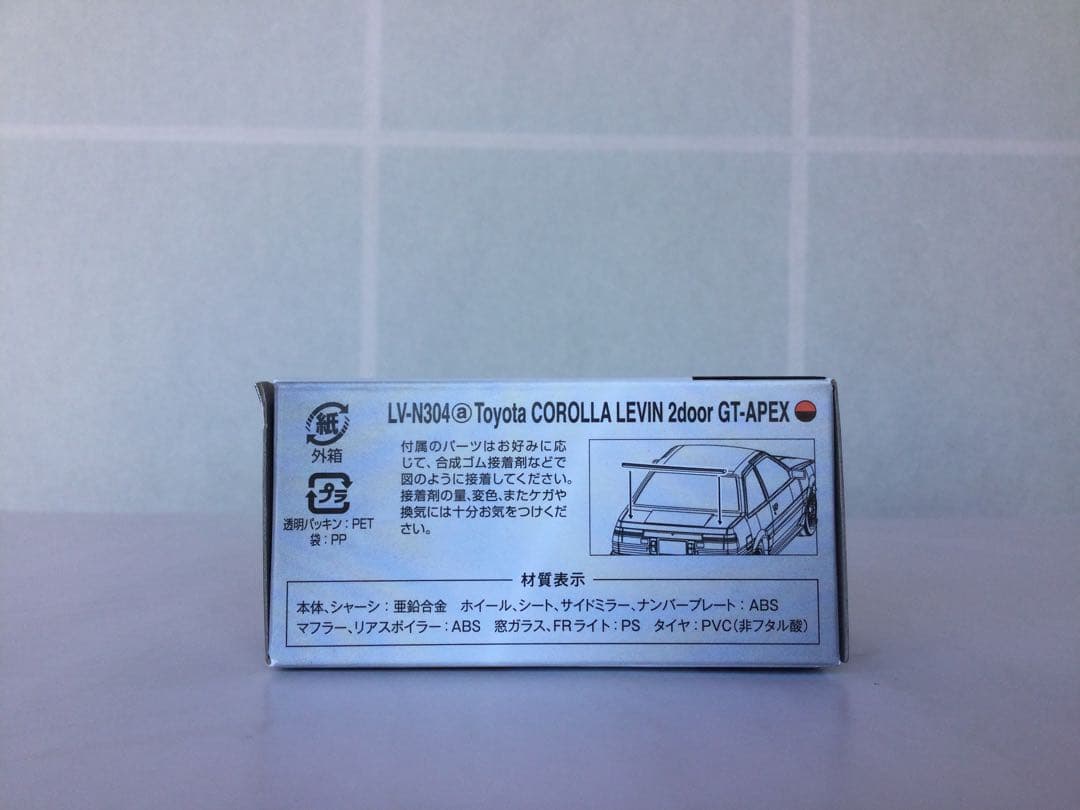 LV-N304ⓐToyota COROLLA LEVIN 2door GT-APEX
紙
外箱
プラ
透明パッキン：PET
袋：PP
付属のパーツはお好みに応
じて、合成ゴム接着剤などで
図のように接着してください。
接着剤の量、変色、またケガや
換気には十分お気をつけくだ
さい。
材質表示
本体、シャーシ：亜鉛合金　ホイール、シート、サイドミラー、ナンバープレート：ABS
マフラー、リアスポイラー：ABS　窓ガラス、FRライト：PS　タイヤ：PVC（非フタル酸）